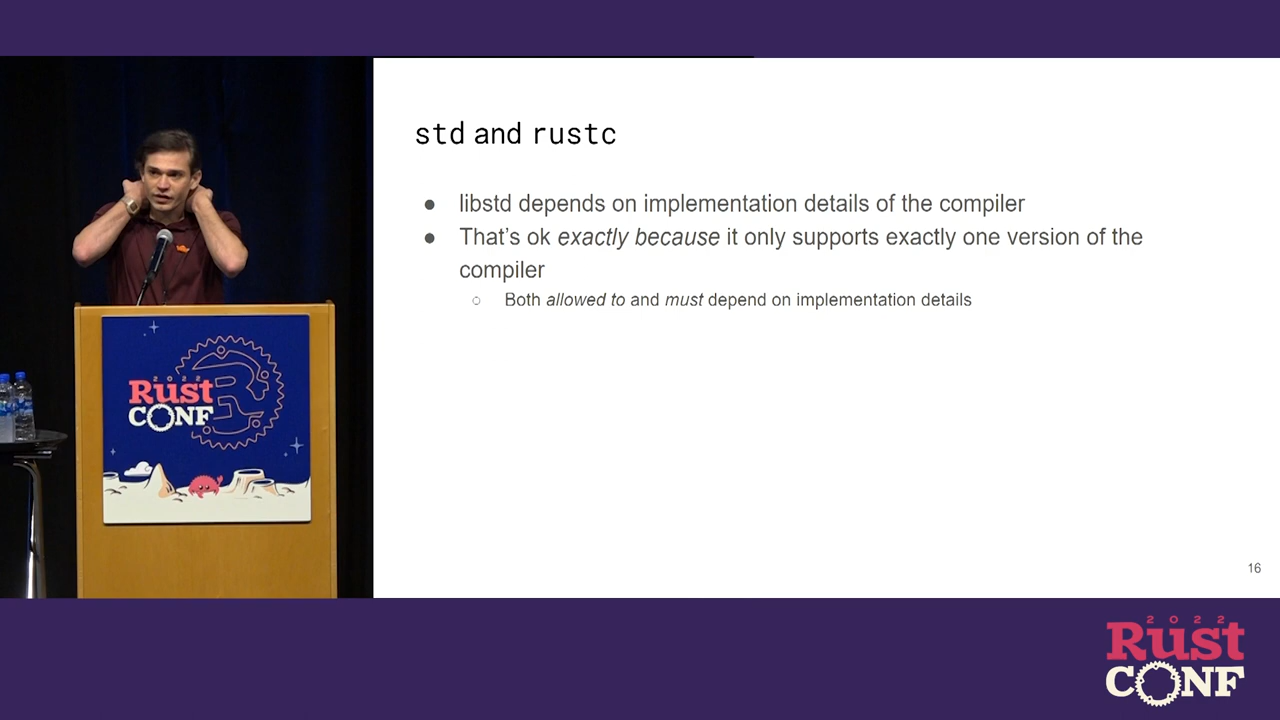 std and rustc
● libstd depends on implementation details of the compiler
● That's ok exactly because it only supports exactly one version of the
compiler
○ Both allowed to and must depend on implementation details
16
2022
Rust
CONF
R
2022
Rust
CONF